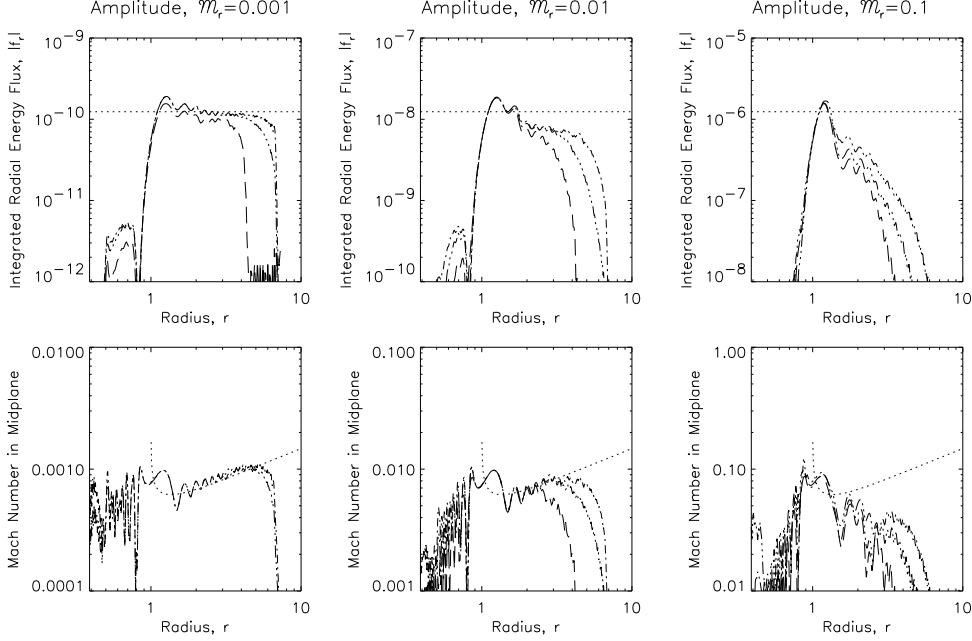 Amplitude, ℳr=0.001
Amplitude, ℳr=0.01
Amplitude, ℳr=0.1
Integrated Radial Energy Flux, |fr|
10⁻⁹
10⁻¹⁰
10⁻¹¹
10⁻¹²
1
10
Radius, r
Integrated Radial Energy Flux, |fr|
10⁻⁷
10⁻⁸
10⁻⁹
10⁻¹⁰
1
10
Radius, r
Integrated Radial Energy Flux, |fr|
10⁻⁵
10⁻⁶
10⁻⁷
10⁻⁸
1
10
Radius, r
Mach Number in Midplane
0.0100
0.0010
0.0001
1
10
Radius, r
Mach Number in Midplane
0.100
0.010
0.001
1
10
Radius, r
Mach Number in Midplane
1.00
0.10
0.01
1
10
Radius, r